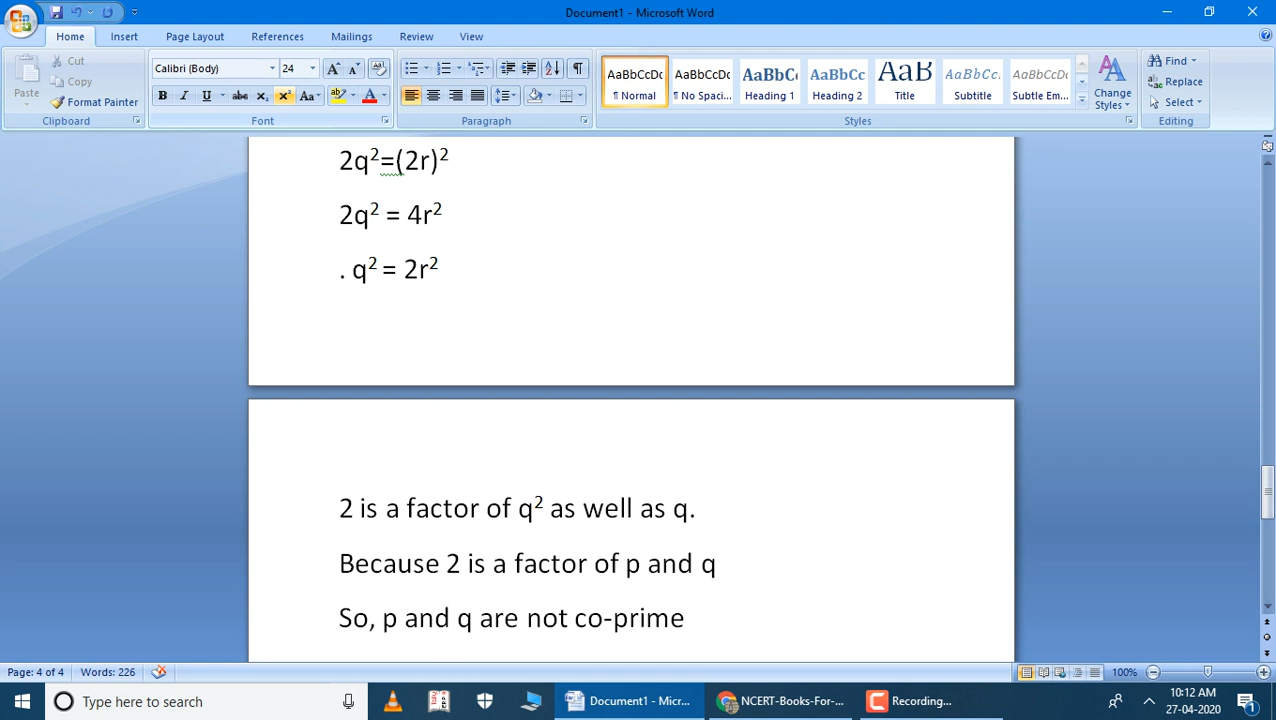 Document1 - Microsoft Word
Home Insert Page Layout References Mailings Review View
Cut
Copy
Format Painter
Paste
Clipboard
Calibri (Body) 24
Font
Paragraph
AaBbCcDc AaBbCcDc AaBbCc AaBbCc AaB AaBbCc. AaBbCcDc
¶ Normal ¶ No Spaci... Heading 1 Heading 2 Title Subtitle Subtle Em...
Change Styles
Styles
Find
Replace
Select
Editing
2q²=(2r)²
2q² = 4r²
. q² = 2r²
2 is a factor of q² as well as q.
Because 2 is a factor of p and q
So, p and q are not co-prime
Page: 4 of 4 Words: 226 100%
Type here to search Document1 - Micr... NCERT-Books-For-... Recording... 10:12 AM
27-04-2020